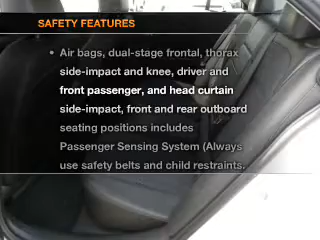 SAFETY FEATURES
• Air bags, dual-stage frontal, thorax
side-impact and knee, driver and
front passenger, and head curtain
side-impact, front and rear outboard
seating positions includes
Passenger Sensing System (Always
use safety belts and child restraints.